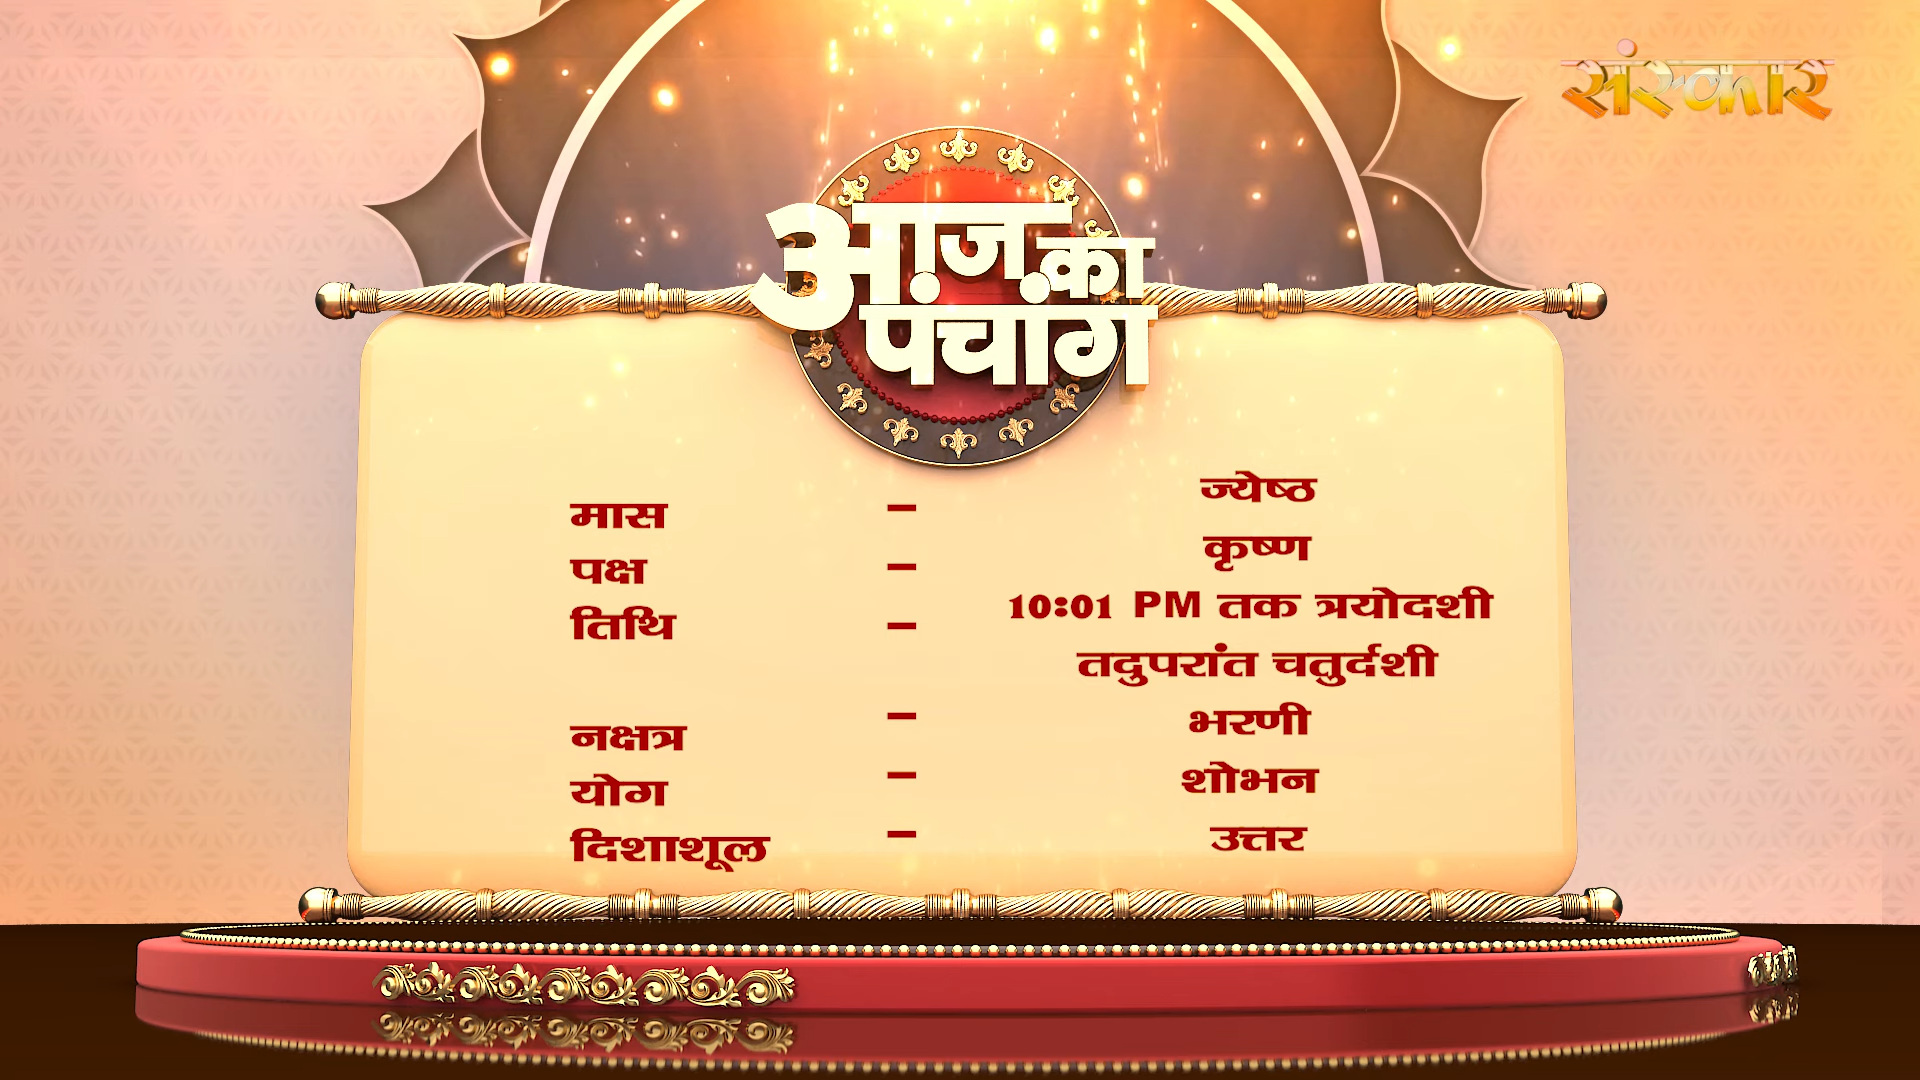 संस्कार
आज का
पंचांग
मास – ज्येष्ठ
पक्ष – कृष्ण
तिथि – 10:01 PM तक त्रयोदशी
तदुपरांत चतुर्दशी
नक्षत्र – भरणी
योग – शोभन
दिशाशूल – उत्तर